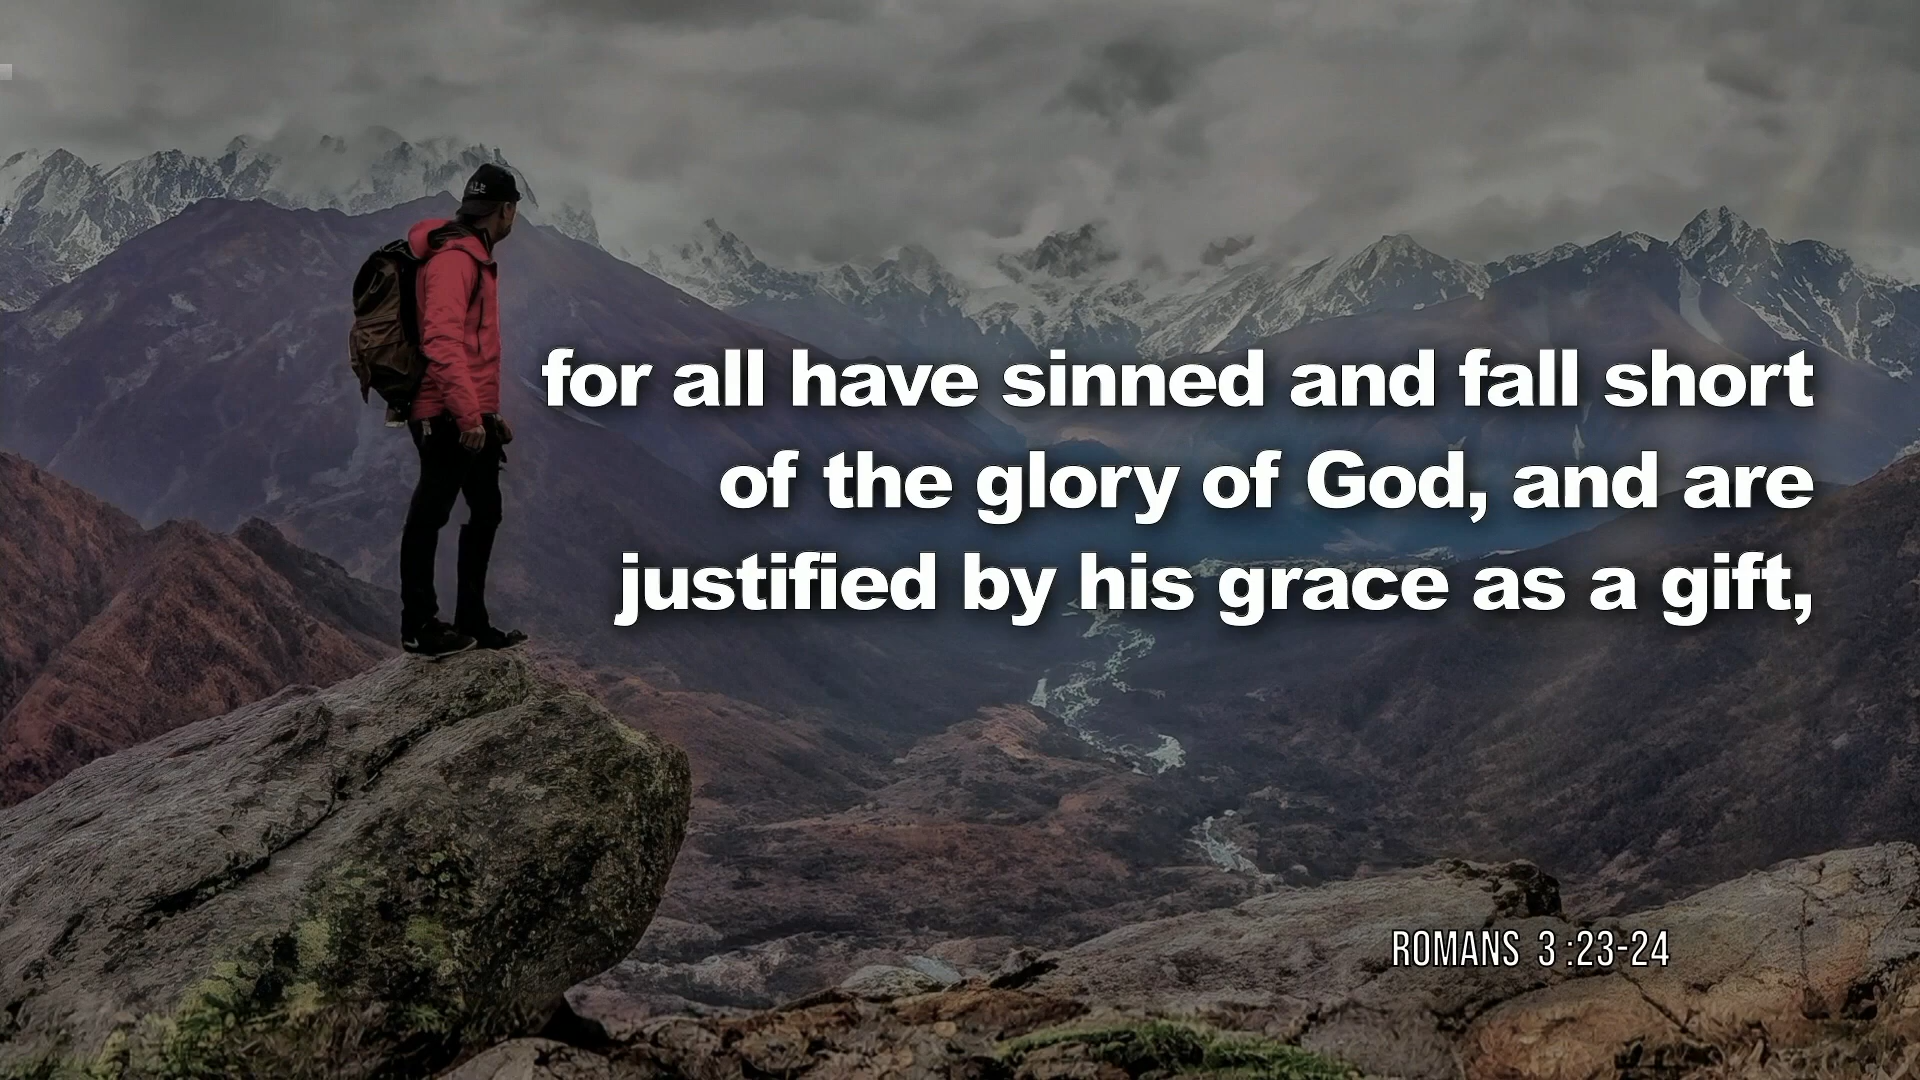 for all have sinned and fall short
of the glory of God, and are
justified by his grace as a gift,
ROMANS 3 :23-24